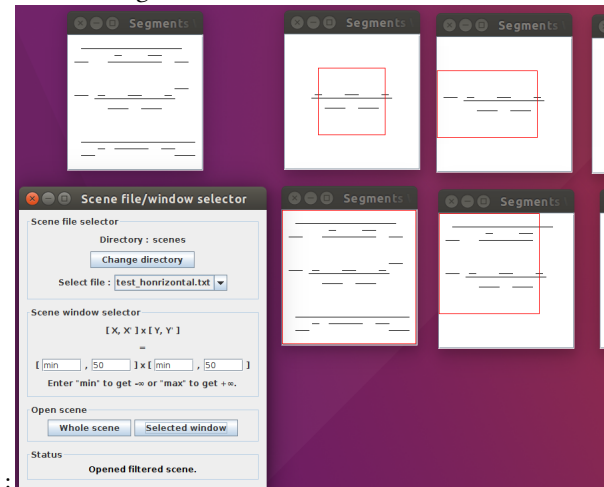 Segments
Segments
Segments
Scene file/window selector
Scene file selector
Directory : scenes
Change directory
Select file : test_honrizontal.txt
Scene window selector
[ X, X' ] x [ Y, Y' ]
=
[ min , 50 ] x [ min , 50 ]
Enter "min" to get -∞ or "max" to get +∞.
Open scene
Whole scene Selected window
Status
Opened filtered scene.
Segments
Segments
: